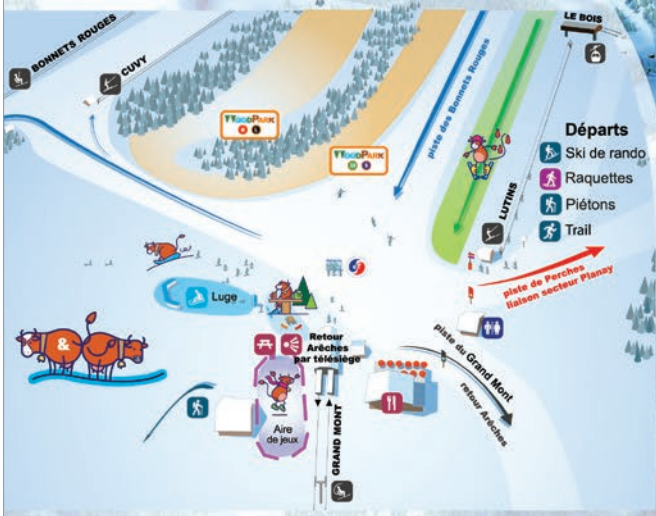 BONNETS ROUGES
CUVY
LE BOIS
WOODPARK
M L
WOODPARK
piste des Bonnets Rouges
LUTINS
Départs
Ski de rando
Raquettes
Piétons
Trail
piste de Perches
liaison secteur Planay
Luge
&
Retour
Arêches
par télésiège
piste du Grand Mont
retour Arêches
Aire
de jeux
GRAND MONT